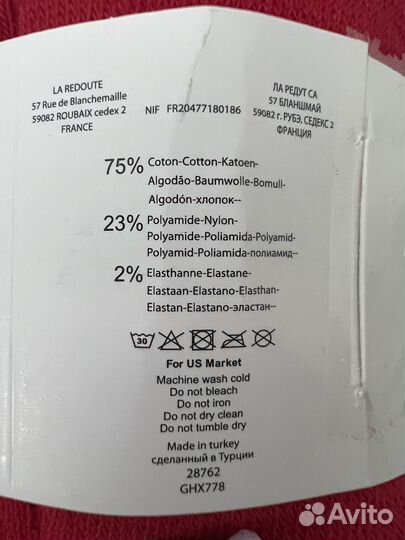 LA REDOUTE
57 Rue de Blanchemaille
59082 ROUBAIX cedex 2
FRANCE
NIF FR20477180186
ЛА РЕДУТ СА
57 БЛАНШМАЙ
59082 г. РУБЭ, СЕДЕКС 2
ФРАНЦИЯ
75% Coton-Cotton-Katoen-
Algodão-Baumwolle-Bomull-
Algodón-хлопок--
23% Polyamide-Nylon-
Polyamide-Poliamida-Polyamid-
Polyamid-Poliamida-полиамид--
2% Elasthanne-Elastane-
Elastaan-Elastano-Elasthan-
Elastan-Elastano-эластан--
30
For US Market
Machine wash cold
Do not bleach
Do not iron
Do not dry clean
Do not tumble dry
Made in turkey
сделанный в Турции
28762
GHX778
Avito